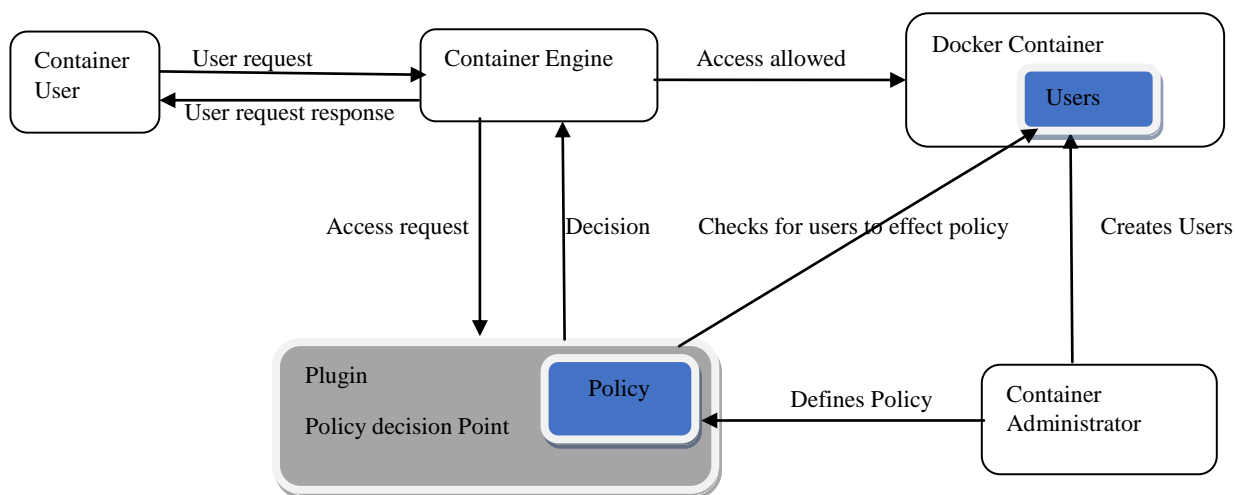 Container
User
User request
User request response
Container Engine
Access allowed
Docker Container
Users
Access request
Decision
Checks for users to effect policy
Creates Users
Plugin
Policy decision Point
Policy
Defines Policy
Container
Administrator